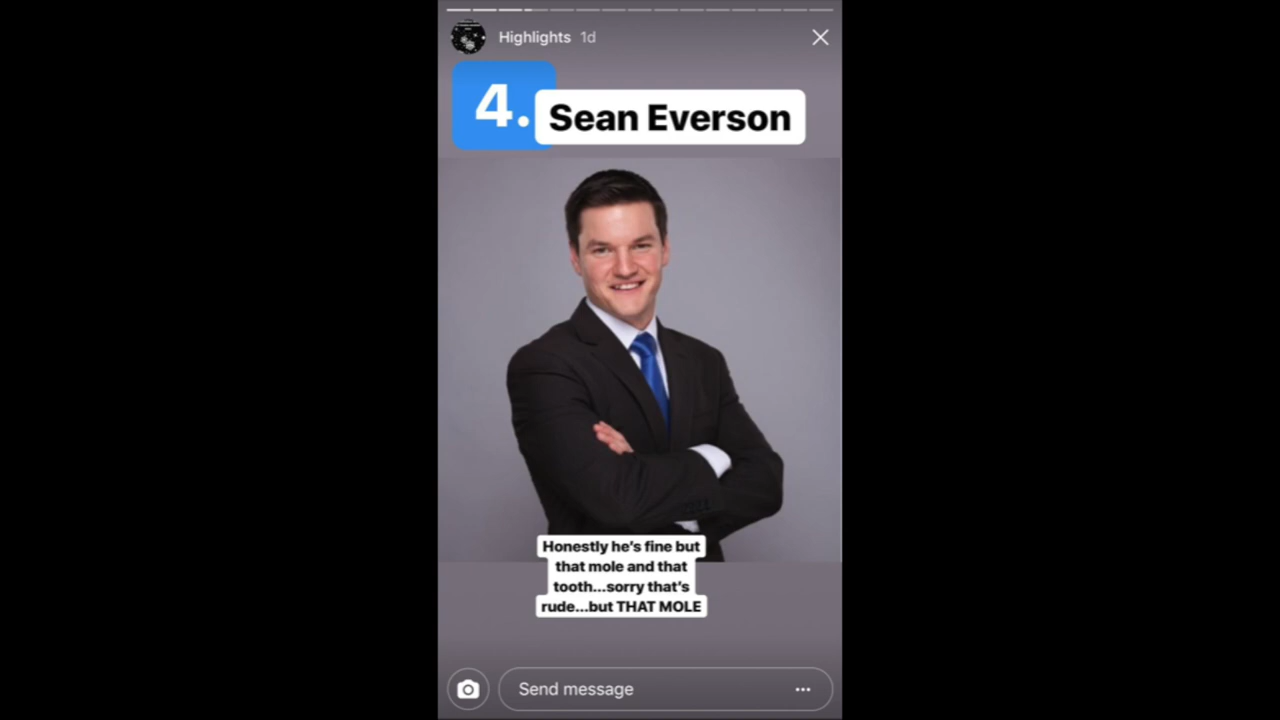 Highlights 1d
4. Sean Everson
Honestly he's fine but
that mole and that
tooth...sorry that's
rude...but THAT MOLE
Send message